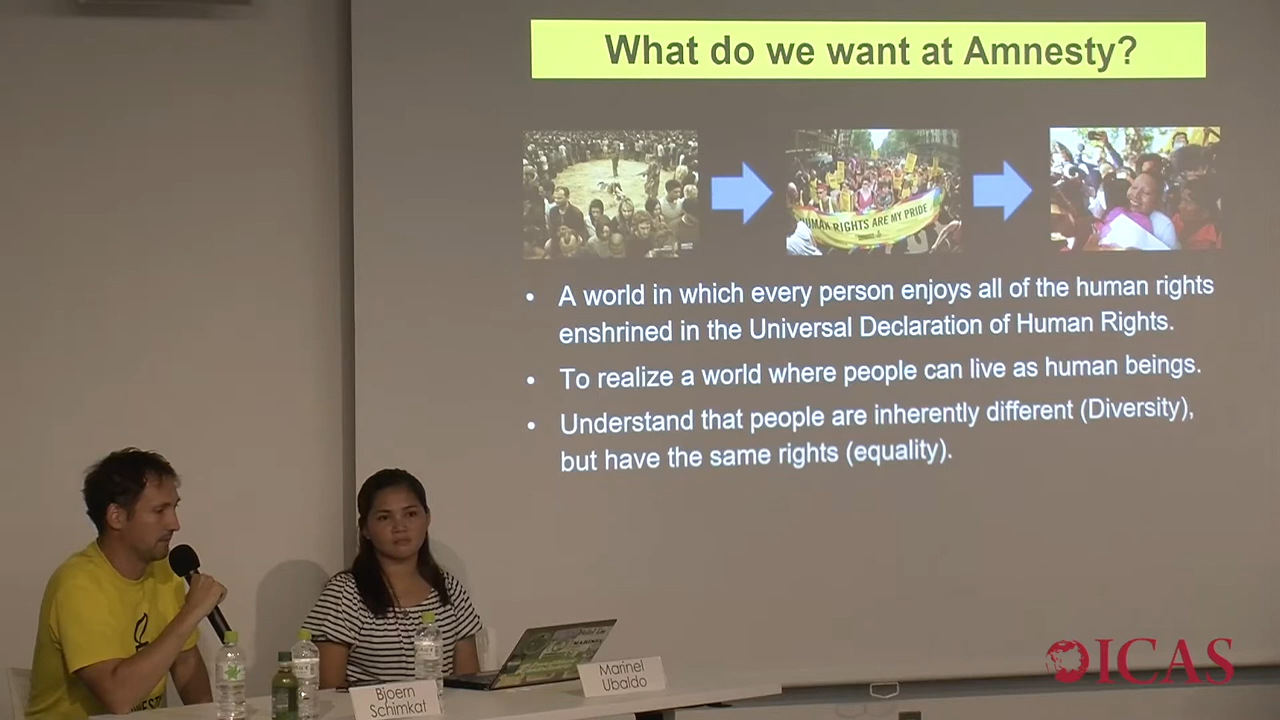 What do we want at Amnesty?
HUMAN RIGHTS ARE MY PRIDE
• A world in which every person enjoys all of the human rights
enshrined in the Universal Declaration of Human Rights.
• To realize a world where people can live as human beings.
• Understand that people are inherently different (Diversity),
but have the same rights (equality).
Bjoern
Schimkat
Marinel
Ubaldo
ICAS